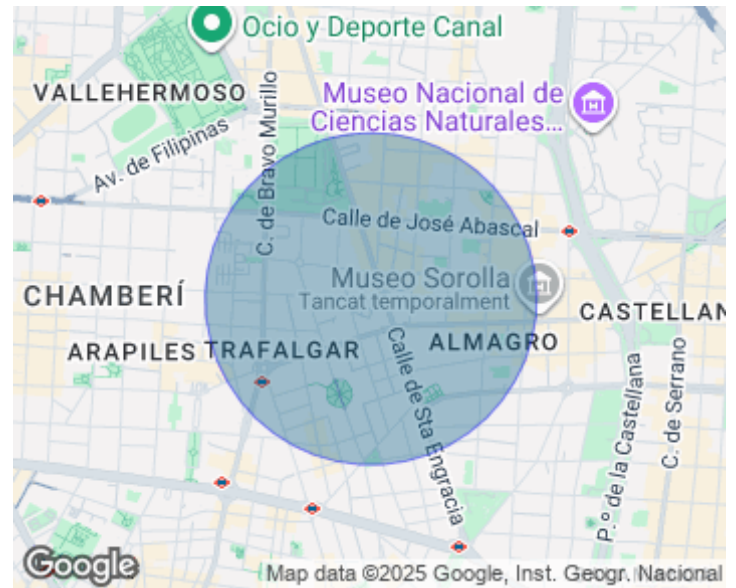 Ocio y Deporte Canal
VALLEHERMOSO
Museo Nacional de
Ciencias Naturales...
Av. de Filipinas
C. de Bravo Murillo
Calle de José Abascal
Museo Sorolla
Tancat temporalment
CHAMBERÍ
CASTELLAN
ARAPILES
TRAFALGAR
ALMAGRO
Calle de Sta Engracia
P.º de la Castellana
C. de Serrano
Google
Map data ©2025 Google, Inst. Geogr. Nacional